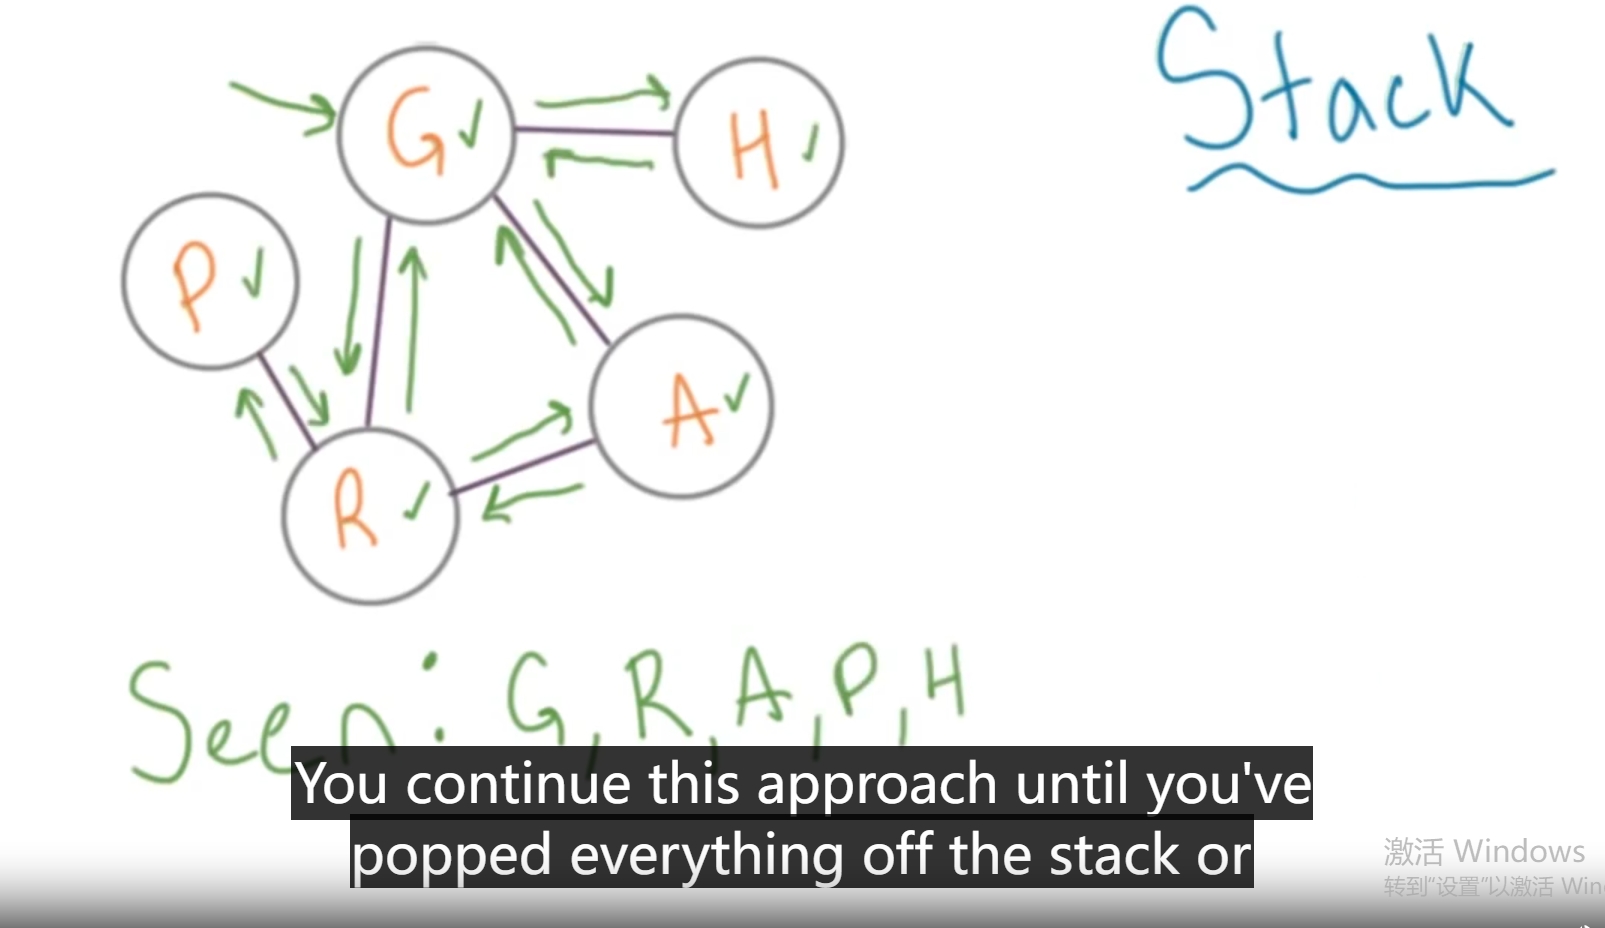 Stack
G✓
H✓
P✓
A✓
R✓
Seen: G, R, A, P, H
You continue this approach until you've
popped everything off the stack or
激活 Windows
转到"设置"以激活 Win